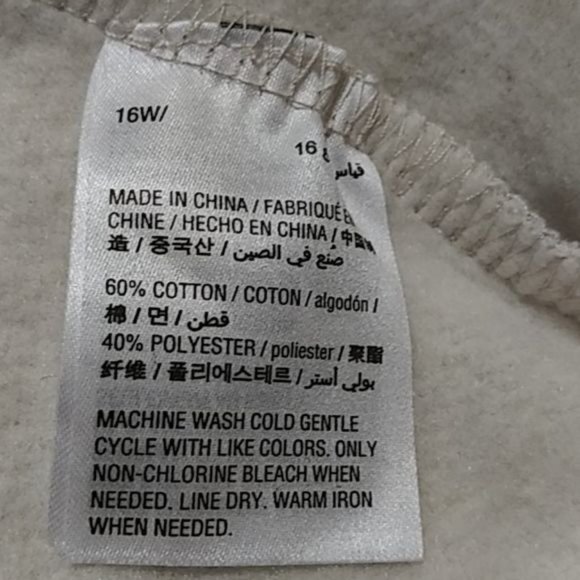 16W/
16
قياس
MADE IN CHINA / FABRIQUÉ
CHINE / HECHO EN CHINA / 中国制
造 / 중국산 / صُنع في الصين
60% COTTON / COTON / algodón /
棉 / 면 / قطن
40% POLYESTER / poliester / 聚酯
纤维 / 폴리에스테르 / بولي أستر
MACHINE WASH COLD GENTLE
CYCLE WITH LIKE COLORS. ONLY
NON-CHLORINE BLEACH WHEN
NEEDED. LINE DRY. WARM IRON
WHEN NEEDED.